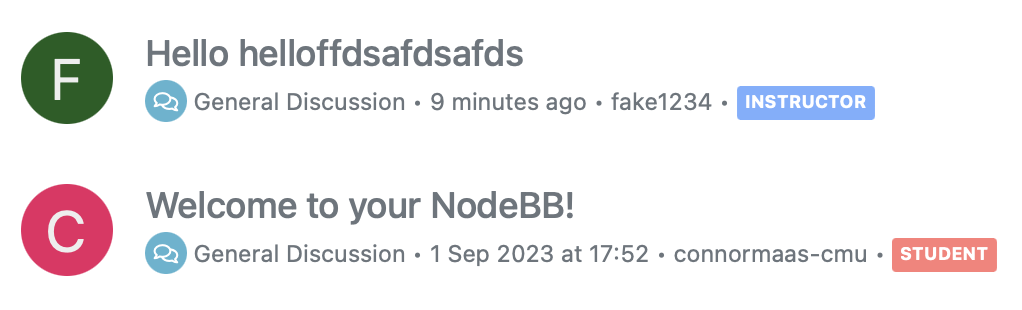 F
Hello helloffdsafdsafds
General Discussion • 9 minutes ago • fake1234 • INSTRUCTOR
C
Welcome to your NodeBB!
General Discussion • 1 Sep 2023 at 17:52 • connormaas-cmu • STUDENT